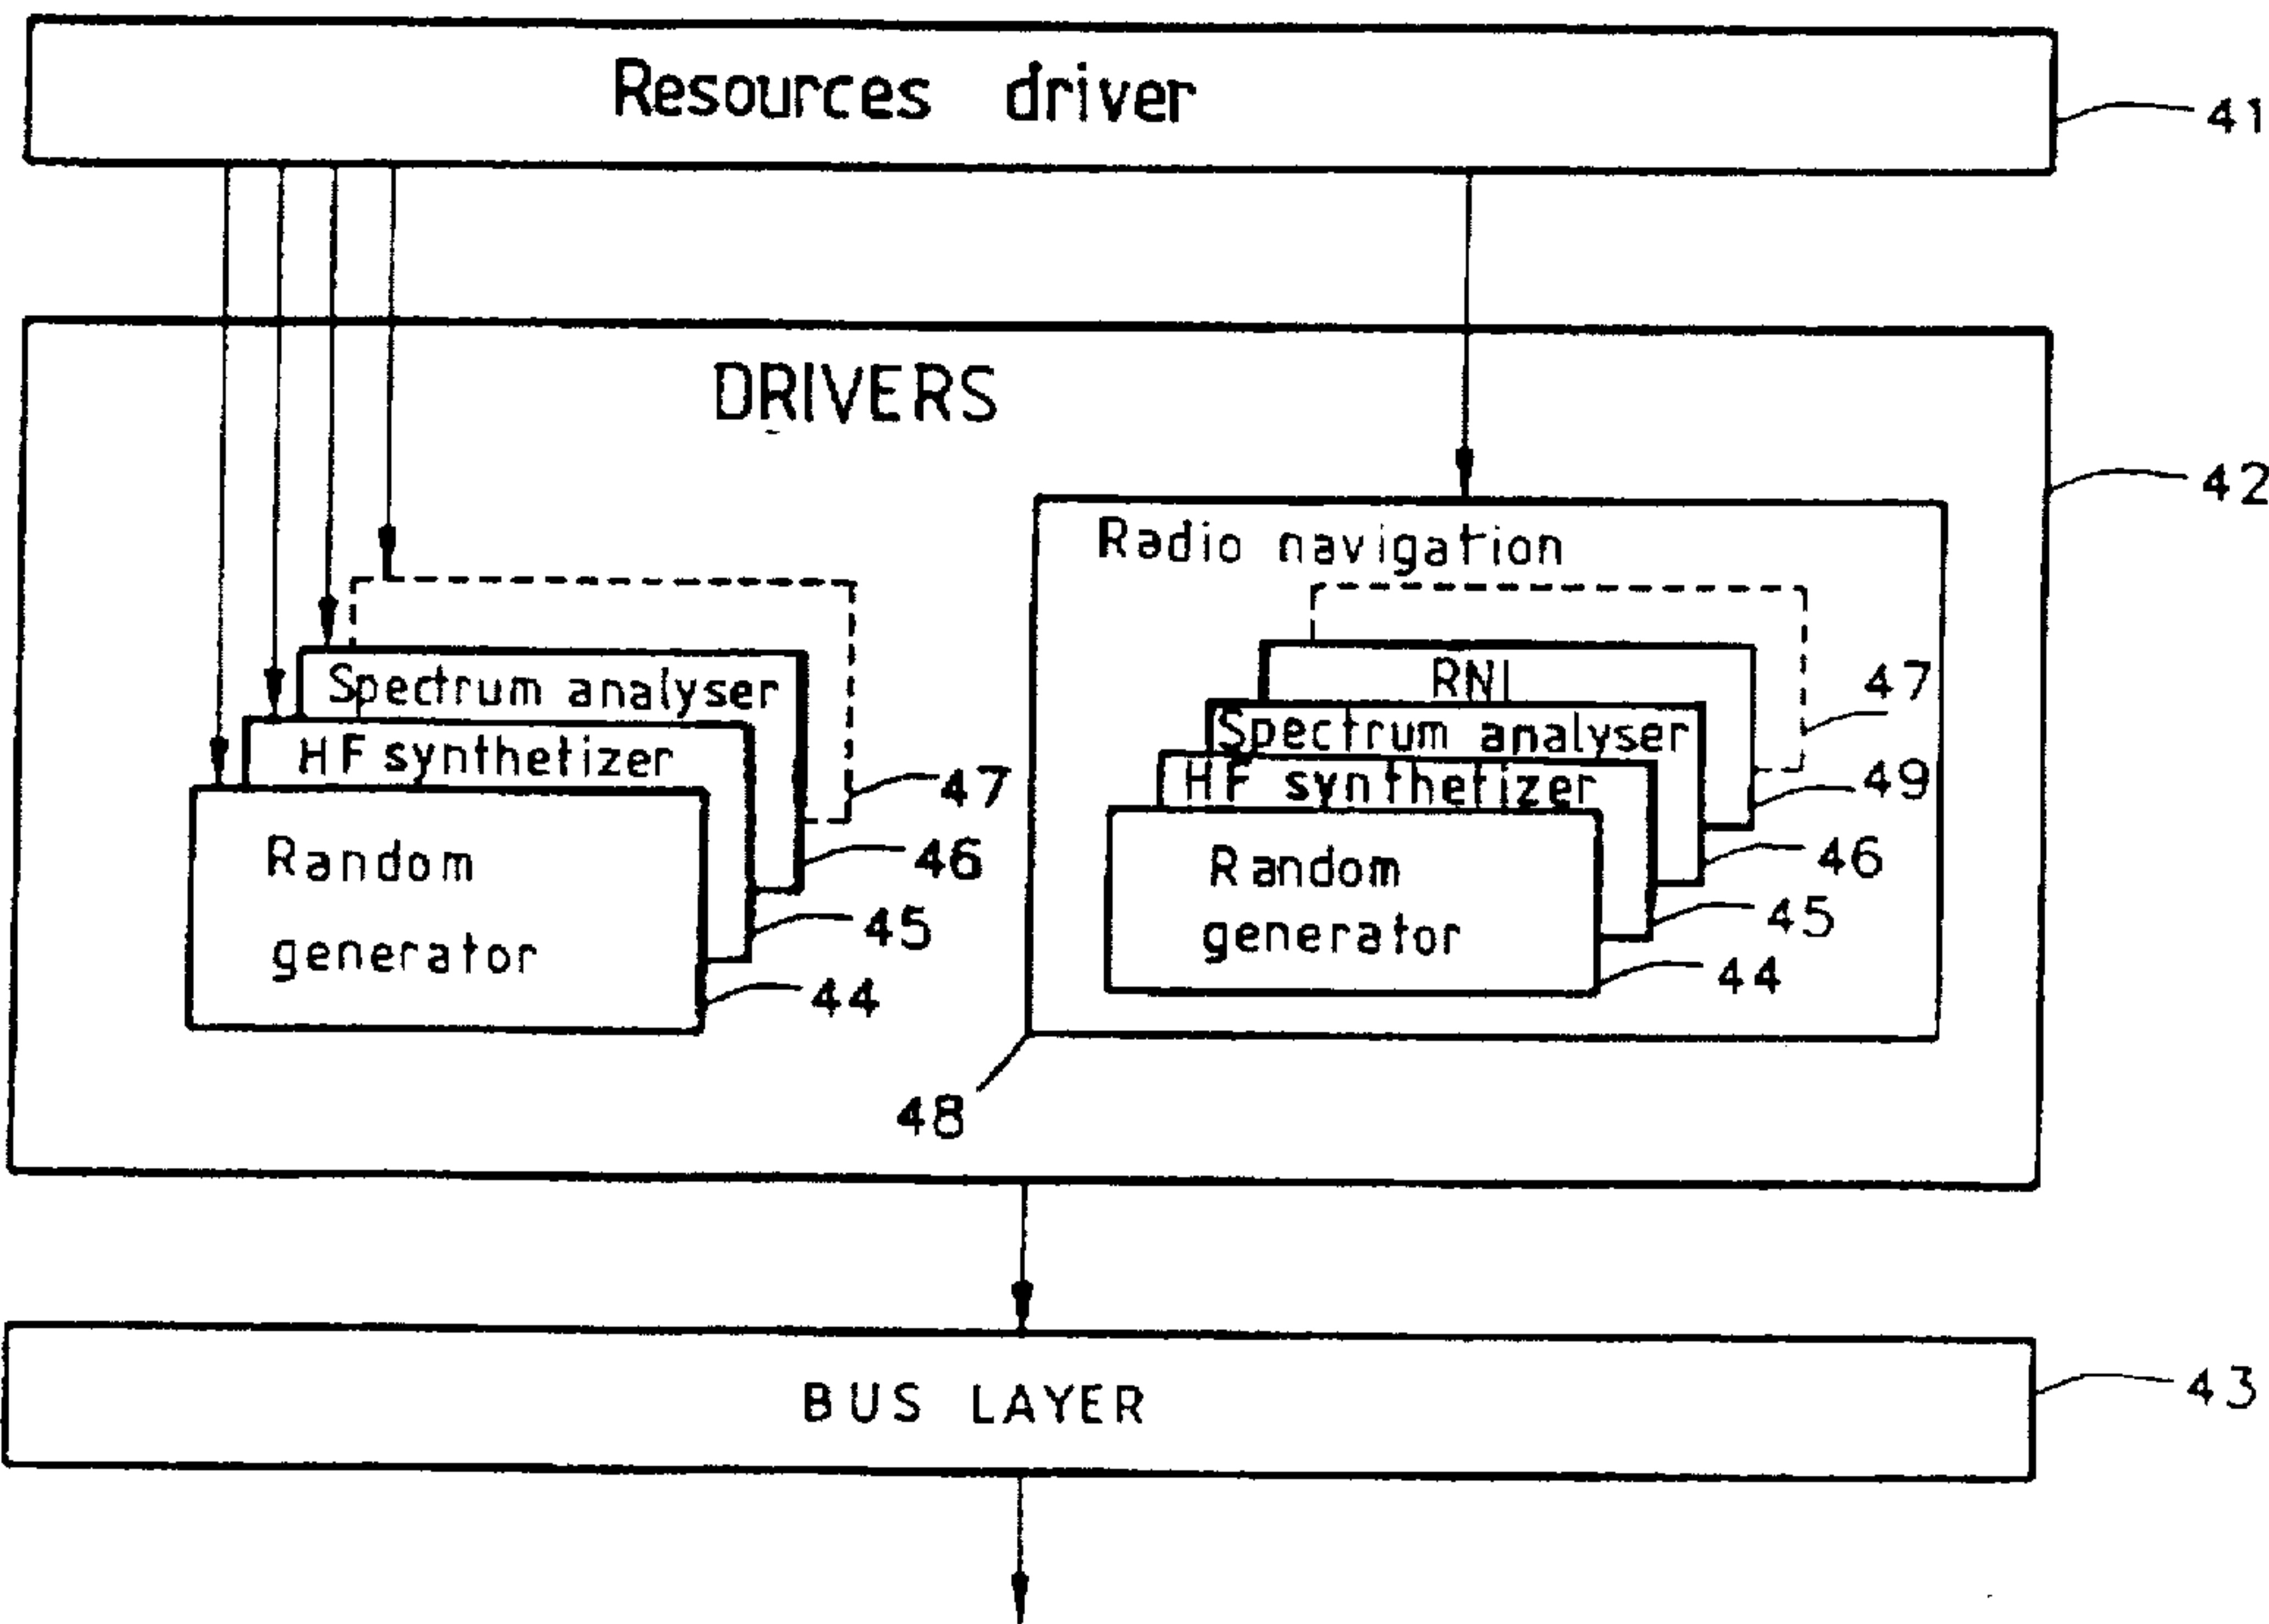 Resources driver
41
DRIVERS
42
Radio navigation
Spectrum analyser
HF synthetizer
Random
generator
47
46
45
44
RNI
Spectrum analyser
HF synthetizer
Random
generator
47
49
46
45
44
48
BUS LAYER
43